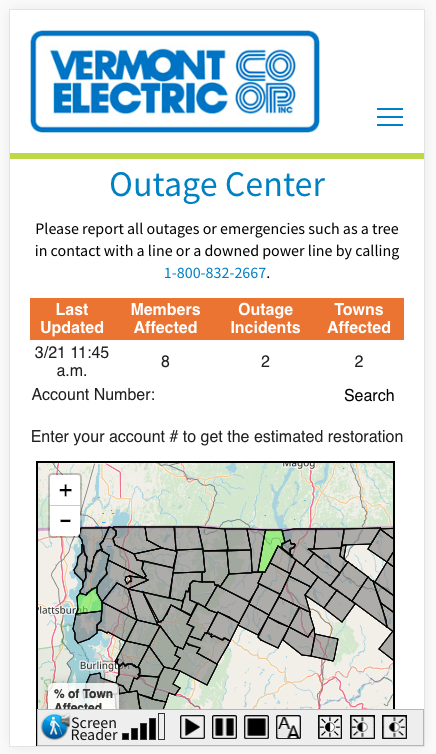 VERMONT
ELECTRIC
CO
OP INC
Outage Center
Please report all outages or emergencies such as a tree
in contact with a line or a downed power line by calling
1-800-832-2667.
Last Updated Members Affected Outage Incidents Towns Affected
3/21 11:45 a.m. 8 2 2
Account Number: Search
Enter your account # to get the estimated restoration
Magog
+
-
Plattsburgh
Burlington
% of Town
Affected
Screen
Reader
AA